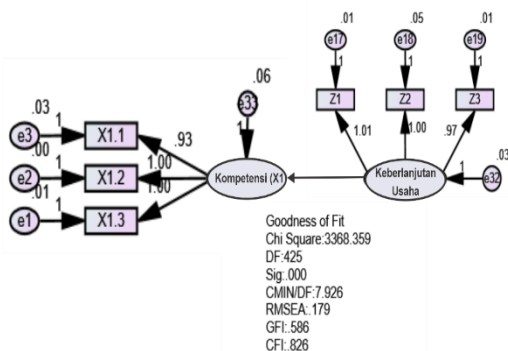 .01 .05 .01
e17 e18 e19
1 1 1
Z1 Z2 Z3
1.01 1.00 .97
.06
e33
1
.03
e3 1 X1.1 .93
.00
e2 1 X1.2 1.00
.01
e1 1 X1.3 1.00
Kompetensi (X1
Keberlanjutan
Usaha
1 e32
.03
Goodness of Fit
Chi Square:3368.359
DF:425
Sig:.000
CMIN/DF:7.926
RMSEA:.179
GFI:.586
CFI:.826